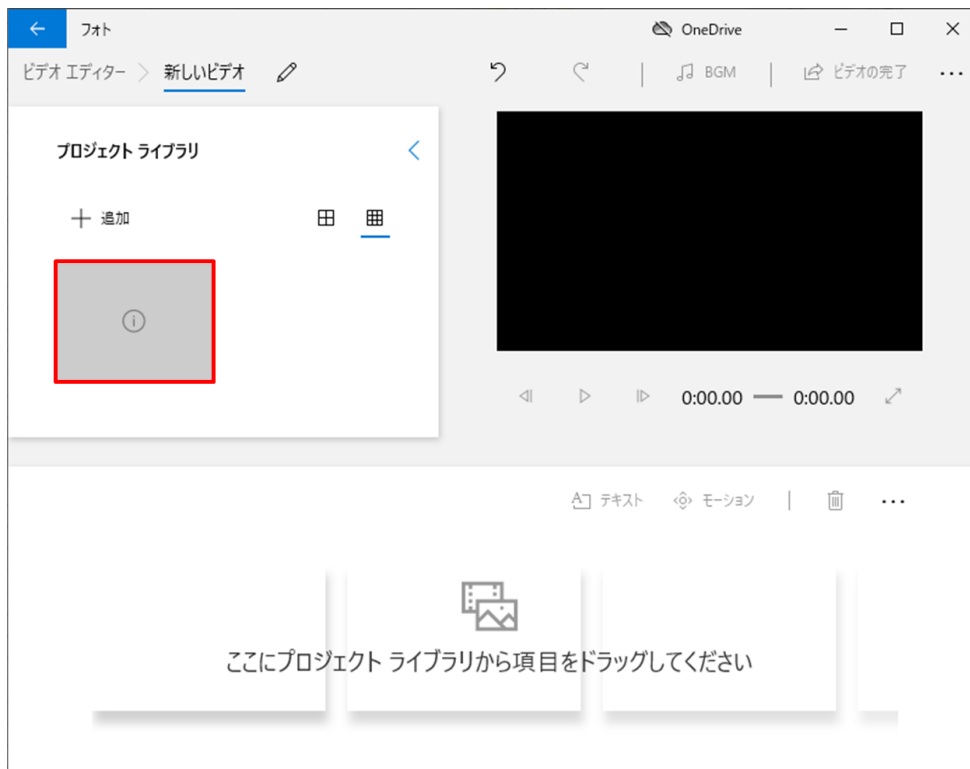 フォト
OneDrive
ビデオ エディター
新しいビデオ
BGM
ビデオの完了
プロジェクト ライブラリ
追加
0:00.00
0:00.00
テキスト
モーション
ここにプロジェクト ライブラリから項目をドラッグしてください